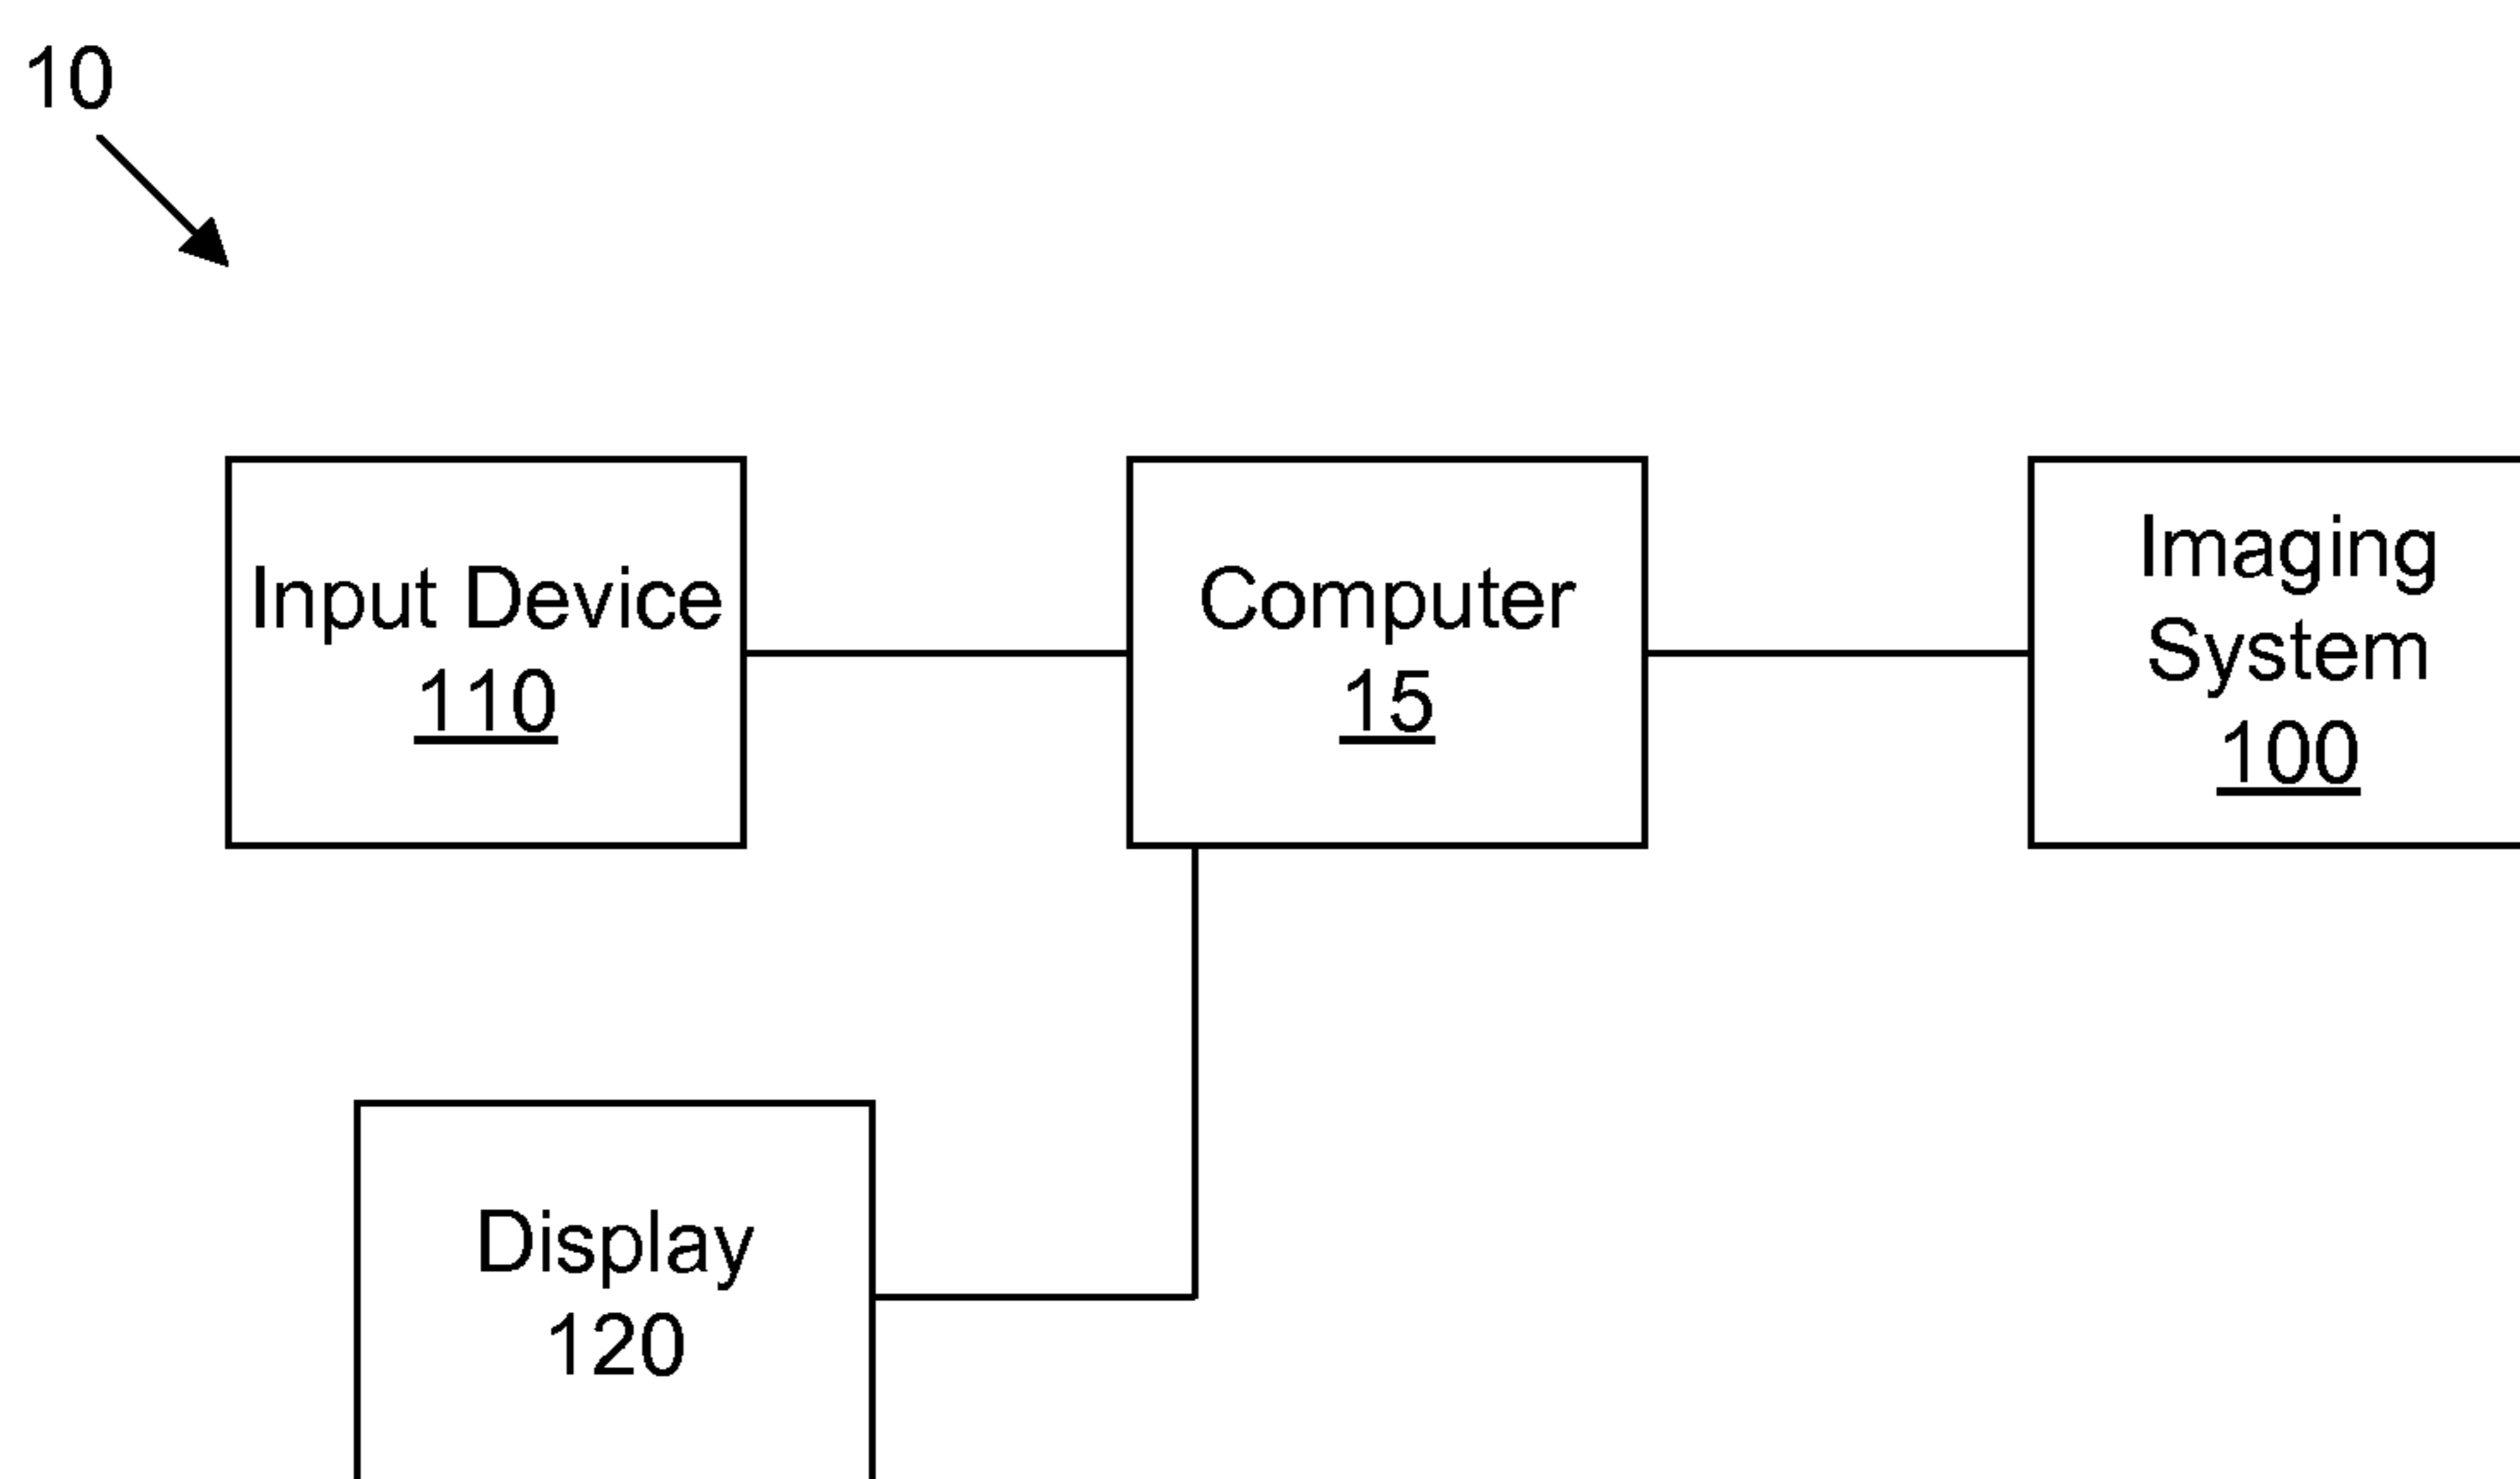 10
Input Device
110
Computer
15
Imaging
System
100
Display
120